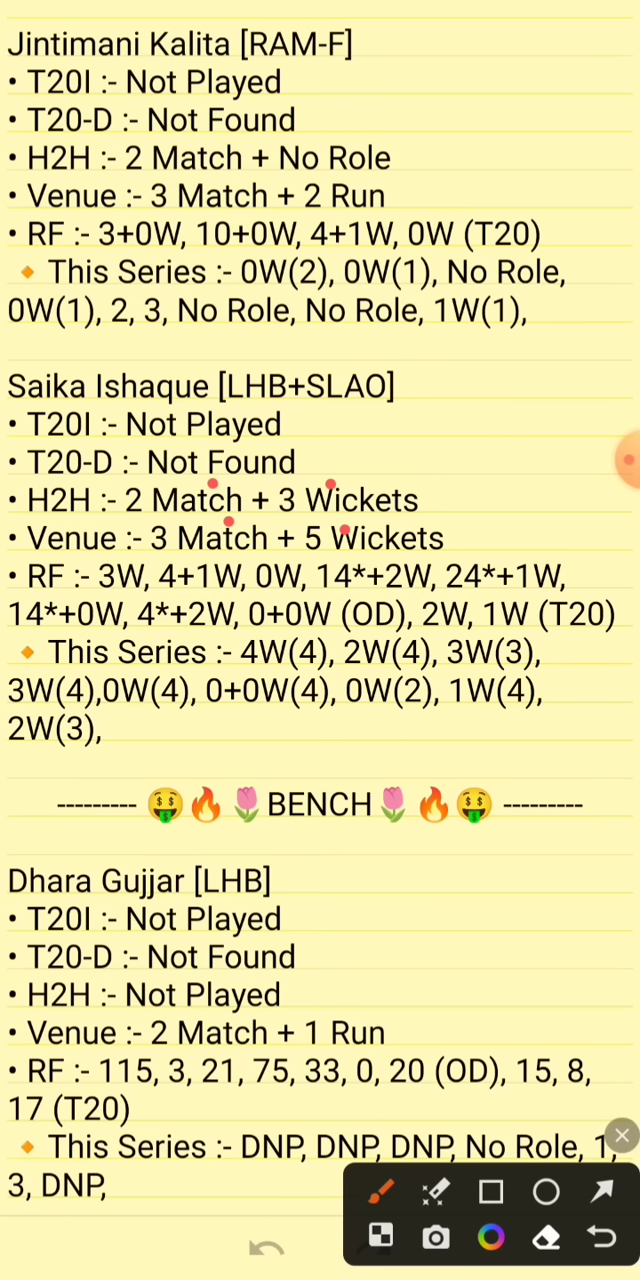 Jintimani Kalita [RAM-F]
• T20I :- Not Played
• T20-D :- Not Found
• H2H :- 2 Match + No Role
• Venue :- 3 Match + 2 Run
• RF :- 3+0W, 10+0W, 4+1W, 0W (T20)
🔸This Series :- 0W(2), 0W(1), No Role,
0W(1), 2, 3, No Role, No Role, 1W(1),
Saika Ishaque [LHB+SLAO]
• T20I :- Not Played
• T20-D :- Not Found
• H2H :- 2 Match + 3 Wickets
• Venue :- 3 Match + 5 Wickets
• RF :- 3W, 4+1W, 0W, 14*+2W, 24*+1W,
14*+0W, 4*+2W, 0+0W (OD), 2W, 1W (T20)
🔸This Series :- 4W(4), 2W(4), 3W(3),
3W(4),0W(4), 0+0W(4), 0W(2), 1W(4),
2W(3),
--------- 🤑🔥🌷BENCH🌷🔥🤑 ---------
Dhara Gujjar [LHB]
• T20I :- Not Played
• T20-D :- Not Found
• H2H :- Not Played
• Venue :- 2 Match + 1 Run
• RF :- 115, 3, 21, 75, 33, 0, 20 (OD), 15, 8,
17 (T20)
🔸This Series :- DNP, DNP, DNP, No Role, 1,
3, DNP,